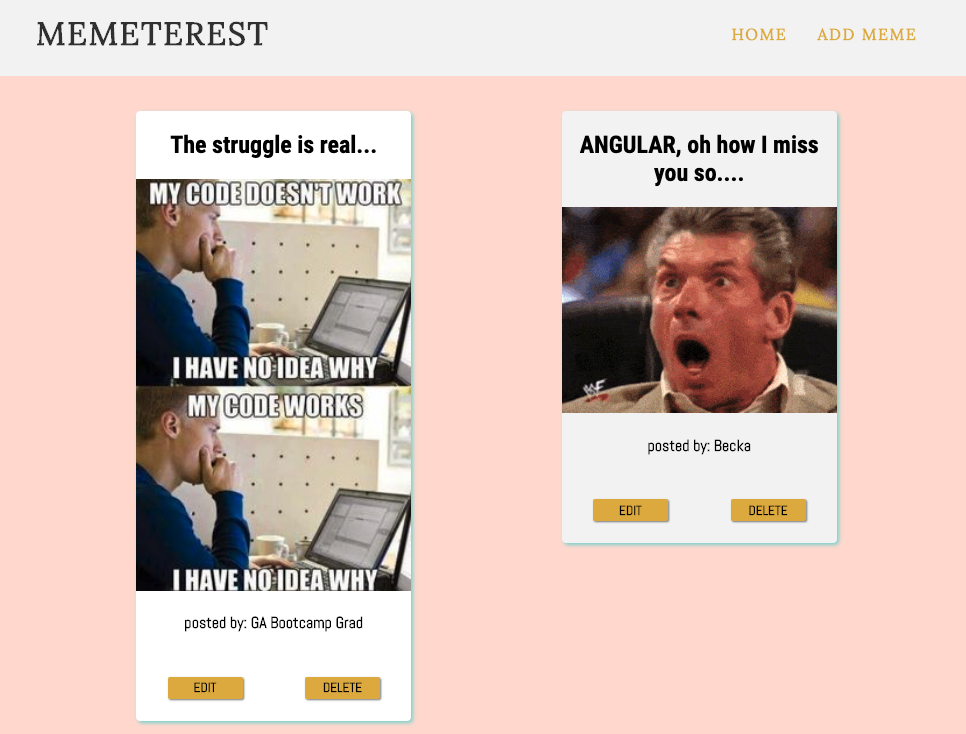 MEMETEREST
HOME
ADD MEME
The struggle is real...
MY CODE DOESN'T WORK
I HAVE NO IDEA WHY
MY CODE WORKS
I HAVE NO IDEA WHY
posted by: GA Bootcamp Grad
EDIT
DELETE
ANGULAR, oh how I miss
you so....
posted by: Becka
EDIT
DELETE